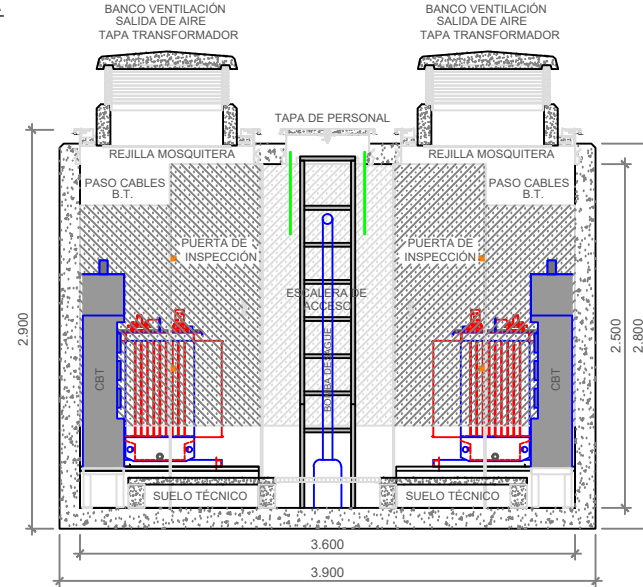 BANCO VENTILACIÓN
SALIDA DE AIRE
TAPA TRANSFORMADOR
BANCO VENTILACIÓN
SALIDA DE AIRE
TAPA TRANSFORMADOR
TAPA DE PERSONAL
REJILLA MOSQUITERA
REJILLA MOSQUITERA
PASO CABLES
B.T.
PASO CABLES
B.T.
PUERTA DE
INSPECCIÓN
PUERTA DE
INSPECCIÓN
ESCALERA DE
ACCESO
BOMBA DE ACHIQUE
CBT
CBT
SUELO TÉCNICO
SUELO TÉCNICO
2.900
2.500
2.800
3.600
3.900